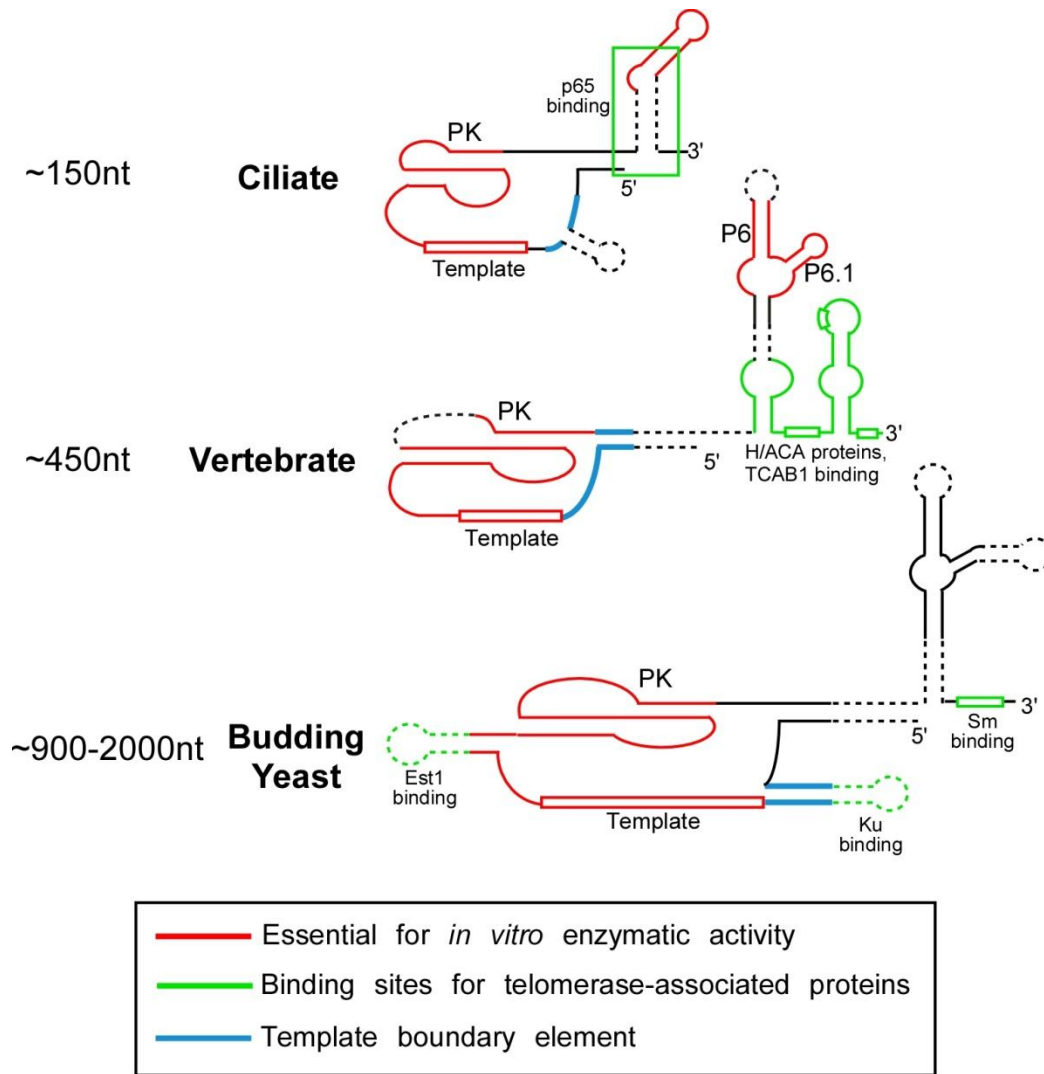 p65
binding
PK
3'
~150nt
Ciliate
5'
Template
P6
P6.1
PK
3'
~450nt
Vertebrate
5'
H/ACA proteins,
TCAB1 binding
Template
PK
3'
5'
Sm
binding
~900-2000nt
Budding
Yeast
Est1
binding
Template
Ku
binding
Essential for in vitro enzymatic activity
Binding sites for telomerase-associated proteins
Template boundary element